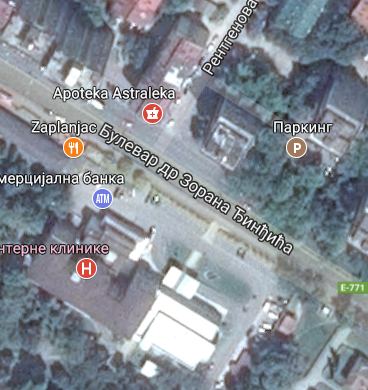 Рентгенова
Apoteka Astraleka
Zaplanjac
Булевар др Зорана Ђинђића
Паркинг
P
мерцијална банка
ATM
нтерне клинике
H
E-771